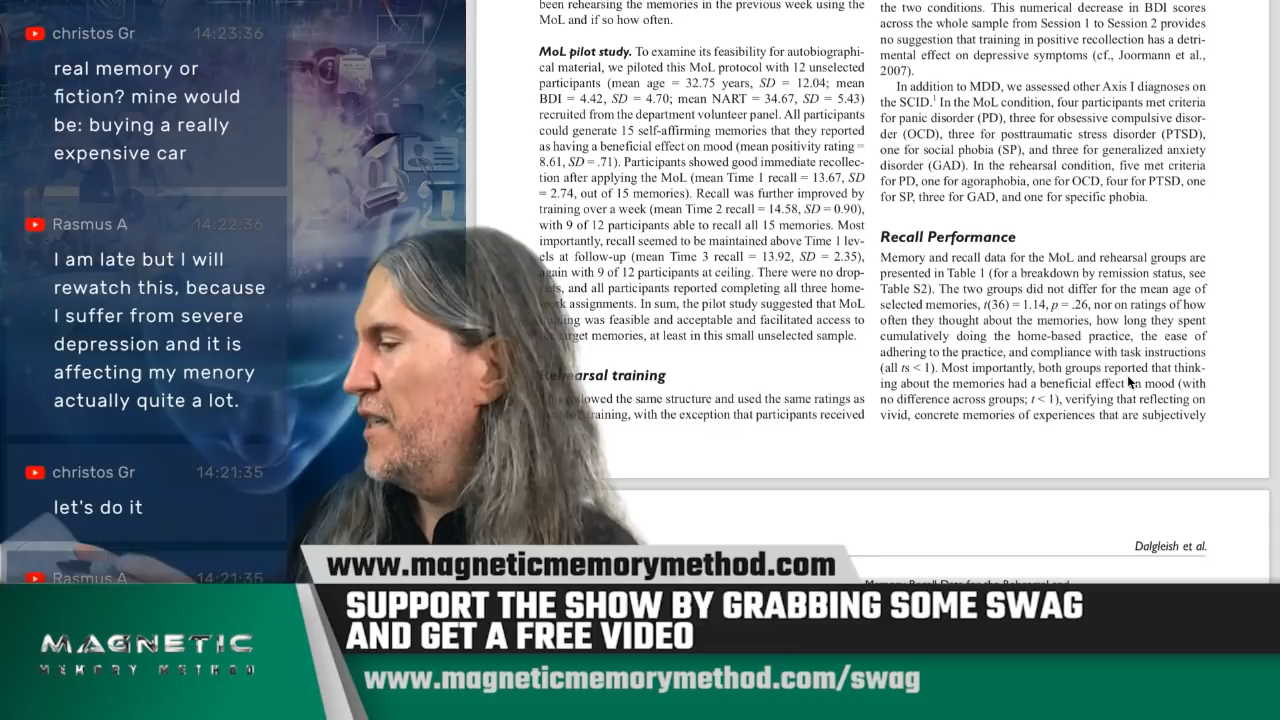 christos Gr 14:23:36
real memory or
fiction? mine would
be: buying a really
expensive car
Rasmus A 14:22:36
I am late but I will
rewatch this, because
I suffer from severe
depression and it is
affecting my menory
actually quite a lot.
christos Gr 14:21:35
let's do it
Rasmus A 14:21:35
been rehearsing the memories in the previous week using the
MoL and if so how often.
MoL pilot study. To examine its feasibility for autobiographi-
cal material, we piloted this MoL protocol with 12 unselected
participants (mean age = 32.75 years, SD = 12.04; mean
BDI = 4.42, SD = 4.70; mean NART = 34.67, SD = 5.43)
recruited from the department volunteer panel. All participants
could generate 15 self-affirming memories that they reported
as having a beneficial effect on mood (mean positivity rating =
8.61, SD = .71). Participants showed good immediate recollec-
tion after applying the MoL (mean Time 1 recall = 13.67, SD
= 2.74, out of 15 memories). Recall was further improved by
training over a week (mean Time 2 recall = 14.58, SD = 0.90),
with 9 of 12 participants able to recall all 15 memories. Most
importantly, recall seemed to be maintained above Time 1 lev-
els at follow-up (mean Time 3 recall = 13.92, SD = 2.35),
again with 9 of 12 participants at ceiling. There were no drop-
and all participants reported completing all three home-
assignments. In sum, the pilot study suggested that MoL
was feasible and acceptable and facilitated access to
target memories, at least in this small unselected sample.
Rehearsal training
followed the same structure and used the same ratings as
training, with the exception that participants received
the two conditions. This numerical decrease in BDI scores
across the whole sample from Session 1 to Session 2 provides
no suggestion that training in positive recollection has a detri-
mental effect on depressive symptoms (cf., Joormann et al.,
2007).
In addition to MDD, we assessed other Axis I diagnoses on
the SCID.1 In the MoL condition, four participants met criteria
for panic disorder (PD), three for obsessive compulsive disor-
der (OCD), three for posttraumatic stress disorder (PTSD),
one for social phobia (SP), and three for generalized anxiety
disorder (GAD). In the rehearsal condition, five met criteria
for PD, one for agoraphobia, one for OCD, four for PTSD, one
for SP, three for GAD, and one for specific phobia.
Recall Performance
Memory and recall data for the MoL and rehearsal groups are
presented in Table 1 (for a breakdown by remission status, see
Table S2). The two groups did not differ for the mean age of
selected memories, t(36) = 1.14, p = .26, nor on ratings of how
often they thought about the memories, how long they spent
cumulatively doing the home-based practice, the ease of
adhering to the practice, and compliance with task instructions
(all ts < 1). Most importantly, both groups reported that think-
ing about the memories had a beneficial effect on mood (with
no difference across groups; t < 1), verifying that reflecting on
vivid, concrete memories of experiences that are subjectively
Dalgleish et al.
www.magneticmemorymethod.com
SUPPORT THE SHOW BY GRABBING SOME SWAG
AND GET A FREE VIDEO
www.magneticmemorymethod.com/swag
MAGNETIC
MEMORY METHOD